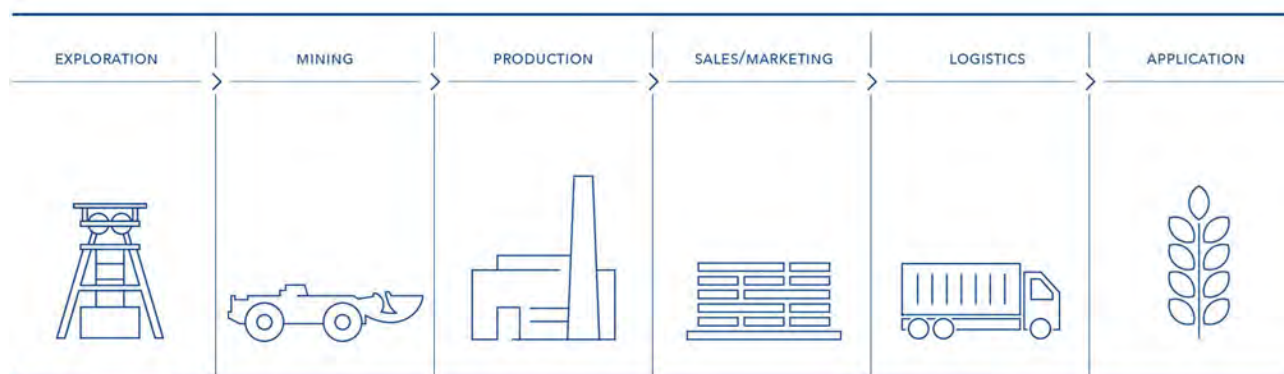 EXPLORATION
MINING
PRODUCTION
SALES/MARKETING
LOGISTICS
APPLICATION